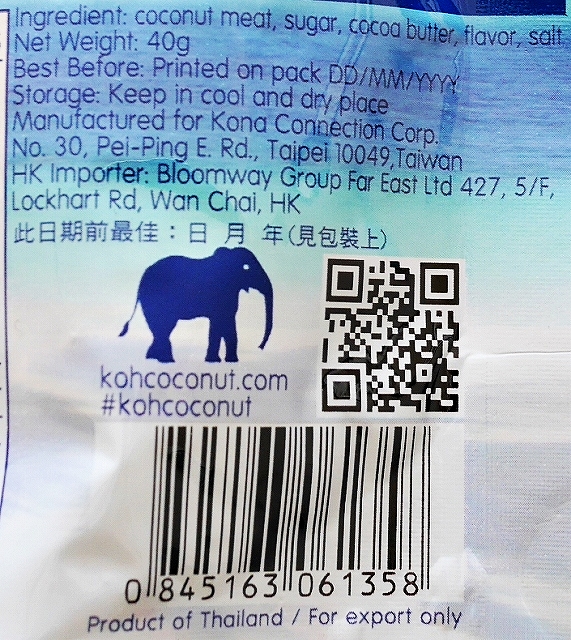 Ingredient: coconut meat, sugar, cocoa butter, flavor, salt.
Net Weight: 40g
Best Before: Printed on pack DD/MM/YYYY
Storage: Keep in cool and dry place
Manufactured for Kona Connection Corp.
No. 30, Pei-Ping E. Rd., Taipei 10049,Taiwan
HK Importer: Bloomway Group Far East Ltd 427, 5/F,
Lockhart Rd, Wan Chai, HK
此日期前最佳：日 月 年(見包裝上)
kohcoconut.com
#kohcoconut
0 845163 061358
Product of Thailand / For export only